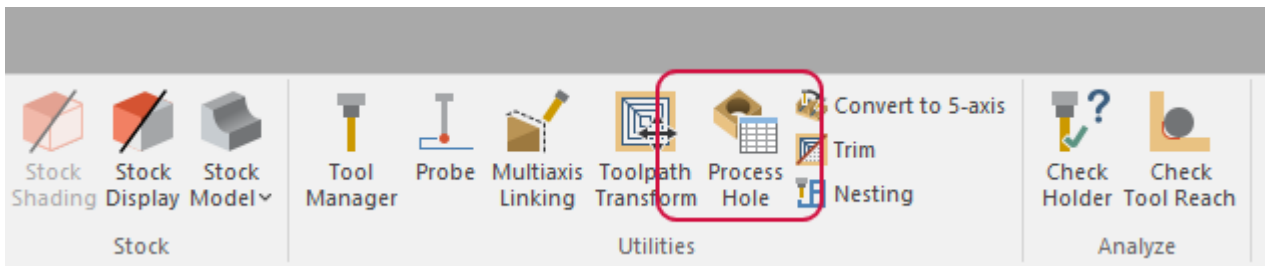 Stock Shading
Stock Display
Stock Model
Tool Manager
Probe
Multiaxis Linking
Toolpath Transform
Process Hole
Convert to 5-axis
Trim
Nesting
Check Holder
Check Tool Reach
Stock
Utilities
Analyze
?